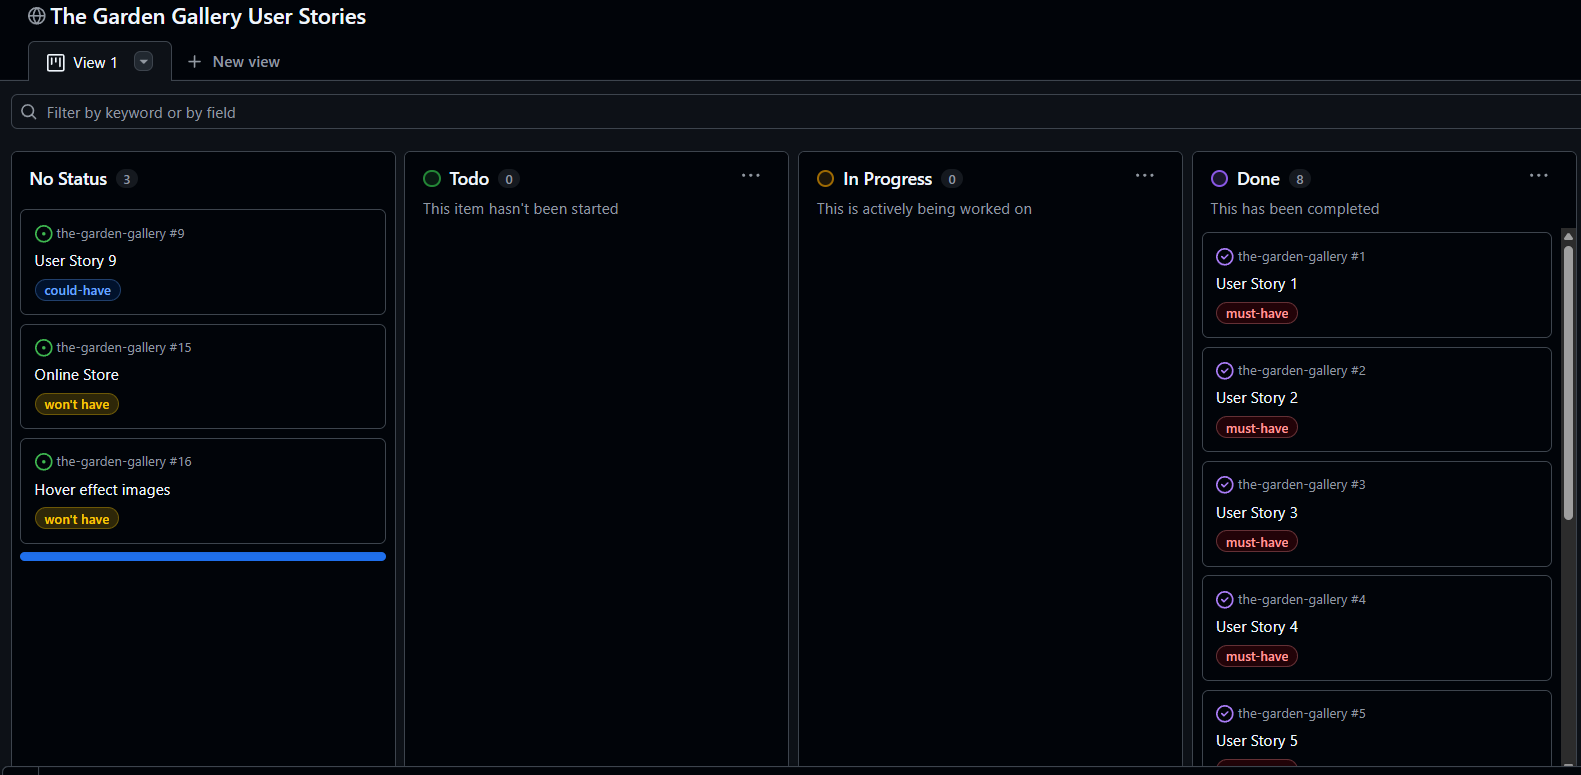 The Garden Gallery User Stories
View 1
New view
Filter by keyword or by field
No Status 3
the-garden-gallery #9
User Story 9
could-have
the-garden-gallery #15
Online Store
won't have
the-garden-gallery #16
Hover effect images
won't have
Todo 0
This item hasn't been started
In Progress 0
This is actively being worked on
Done 8
This has been completed
the-garden-gallery #1
User Story 1
must-have
the-garden-gallery #2
User Story 2
must-have
the-garden-gallery #3
User Story 3
must-have
the-garden-gallery #4
User Story 4
must-have
the-garden-gallery #5
User Story 5